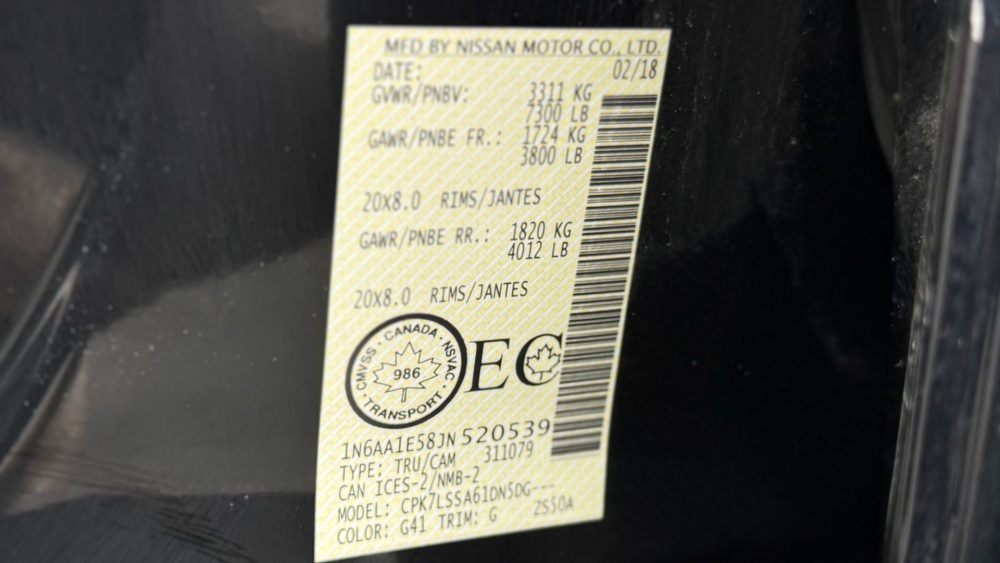 MFD BY NISSAN MOTOR CO., LTD.
DATE: 02/18
GVWR/PNBV: 3311 KG
7300 LB
GAWR/PNBE FR.: 1724 KG
3800 LB
20x8.0 RIMS/JANTES
GAWR/PNBE RR.: 1820 KG
4012 LB
20x8.0 RIMS/JANTES
CMVSS · CANADA · NSVAC · TRANSPORT ·
986
EC
1N6AA1E58JN520539
TYPE: TRU/CAM 311079
CAN ICES-2/NMB-2
MODEL: CPK7LSSA61DN5DG---
COLOR: G41 TRIM: G ZS50A